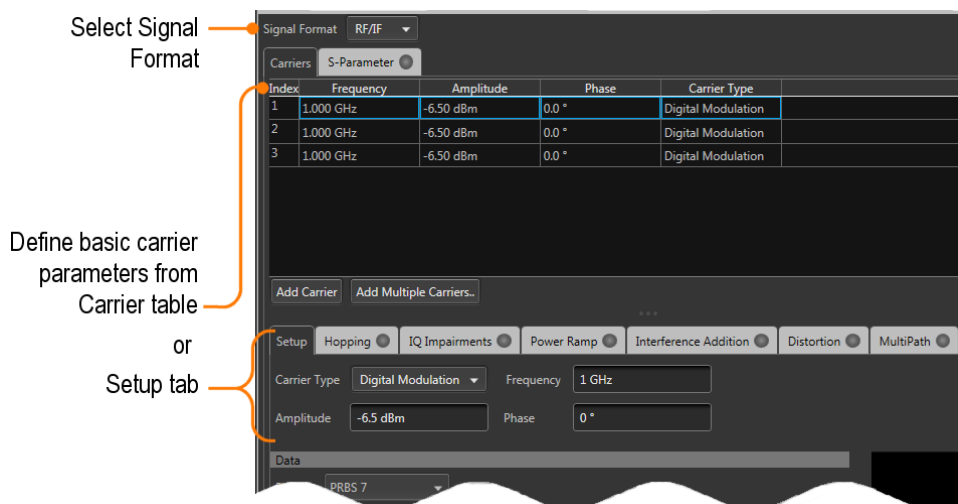 Select Signal
Format
Signal Format RF/IF
Carriers S-Parameter
Index Frequency Amplitude Phase Carrier Type
1 1.000 GHz -6.50 dBm 0.0 ° Digital Modulation
2 1.000 GHz -6.50 dBm 0.0 ° Digital Modulation
3 1.000 GHz -6.50 dBm 0.0 ° Digital Modulation
Define basic carrier
parameters from
Carrier table
or
Setup tab
Add Carrier Add Multiple Carriers..
Setup Hopping IQ Impairments Power Ramp Interference Addition Distortion MultiPath
Carrier Type Digital Modulation Frequency 1 GHz
Amplitude -6.5 dBm Phase 0 °
Data
PRBS 7